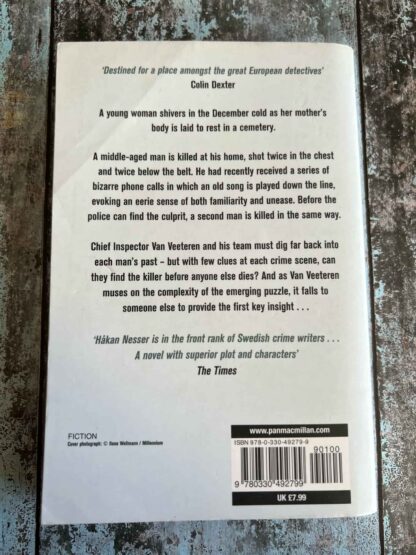 ‘Destined for a place amongst the great European detectives’
Colin Dexter
A young woman shivers in the December cold as her mother’s
body is laid to rest in a cemetery.
A middle-aged man is killed at his home, shot twice in the chest
and twice below the belt. He had recently received a series of
bizarre phone calls in which an old song is played down the line,
evoking an eerie sense of both familiarity and unease. Before the
police can find the culprit, a second man is killed in the same way.
Chief Inspector Van Veeteren and his team must dig far back into
each man’s past – but with few clues at each crime scene, can
they find the killer before anyone else dies? And as Van Veeteren
muses on the complexity of the emerging puzzle, it falls to
someone else to provide the first key insight . . .
‘Håkan Nesser is in the front rank of Swedish crime writers . . .
A novel with superior plot and characters’
The Times
FICTION
Cover photograph: © Ilona Wellmann / Millennium
www.panmacmillan.com
ISBN 978-0-330-49279-9
90100
9 780330 492799
UK £7.99